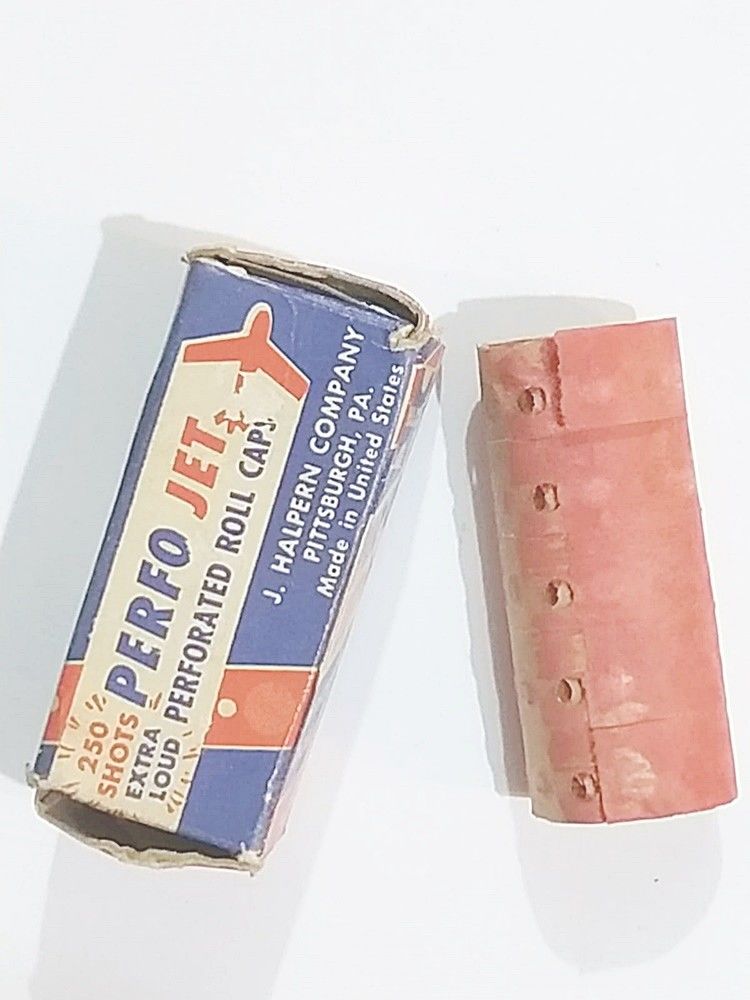 PERFO JET
250
SHOTS
EXTRA
LOUD PERFORATED ROLL CAPS
J. HALPERN COMPANY
PITTSBURGH, PA.
Made in United States